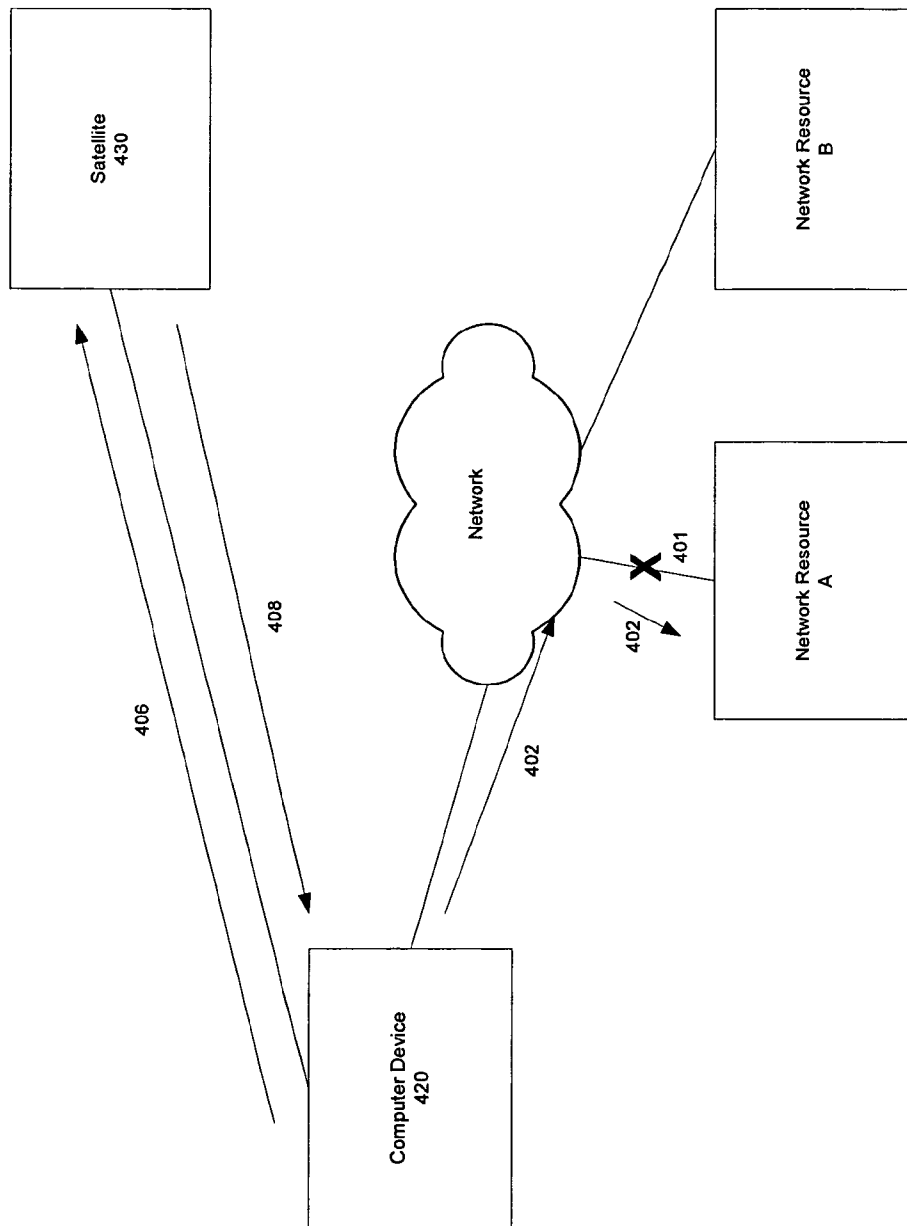 Satellite
430
406
408
Network
Computer Device
420
402
402
401
Network Resource
A
Network Resource
B